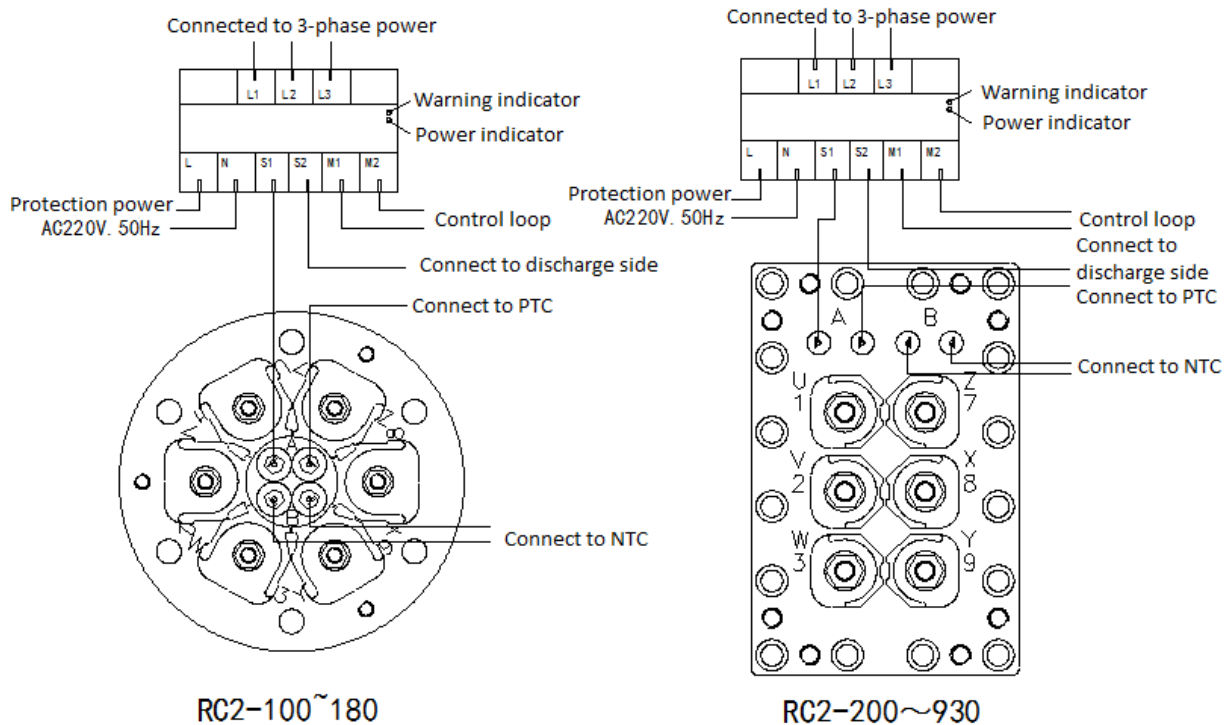 Connected to 3-phase power
L1 L2 L3
Warning indicator
Power indicator
L N S1 S2 M1 M2
Protection power
AC220V. 50Hz
Control loop
Connect to discharge side
Connect to PTC
A
B
Connect to NTC
RC2-100~180
Connected to 3-phase power
L1 L2 L3
Warning indicator
Power indicator
L N S1 S2 M1 M2
Protection power
AC220V. 50Hz
Control loop
Connect to
discharge side
Connect to PTC
A B
Connect to NTC
U Z
1 7
V X
2 8
W Y
3 9
RC2-200~930